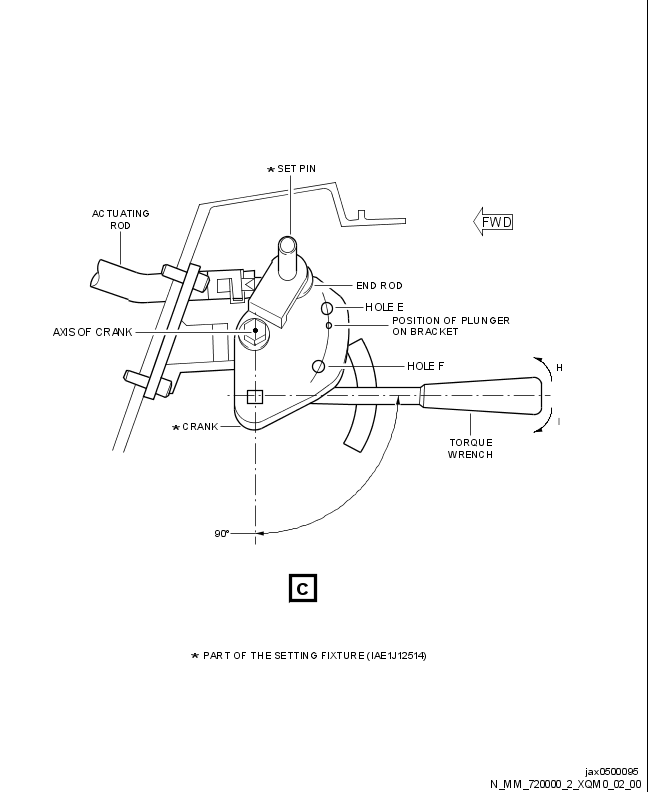 * SET PIN
ACTUATING
ROD
FWD
END ROD
HOLE E
POSITION OF PLUNGER
ON BRACKET
AXIS OF CRANK
HOLE F
H
* CRANK
I
TORQUE
WRENCH
90°
C
* PART OF THE SETTING FIXTURE (IAE1J12514)
jax0500095
N_MM_720000_2_XQM0_02_00